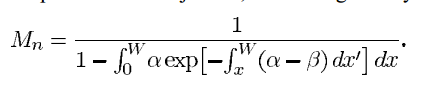 M_n = \frac{1}{1 - \int_0^W \alpha \exp\left[-\int_x^W (\alpha - \beta) \, dx'\right] dx}.